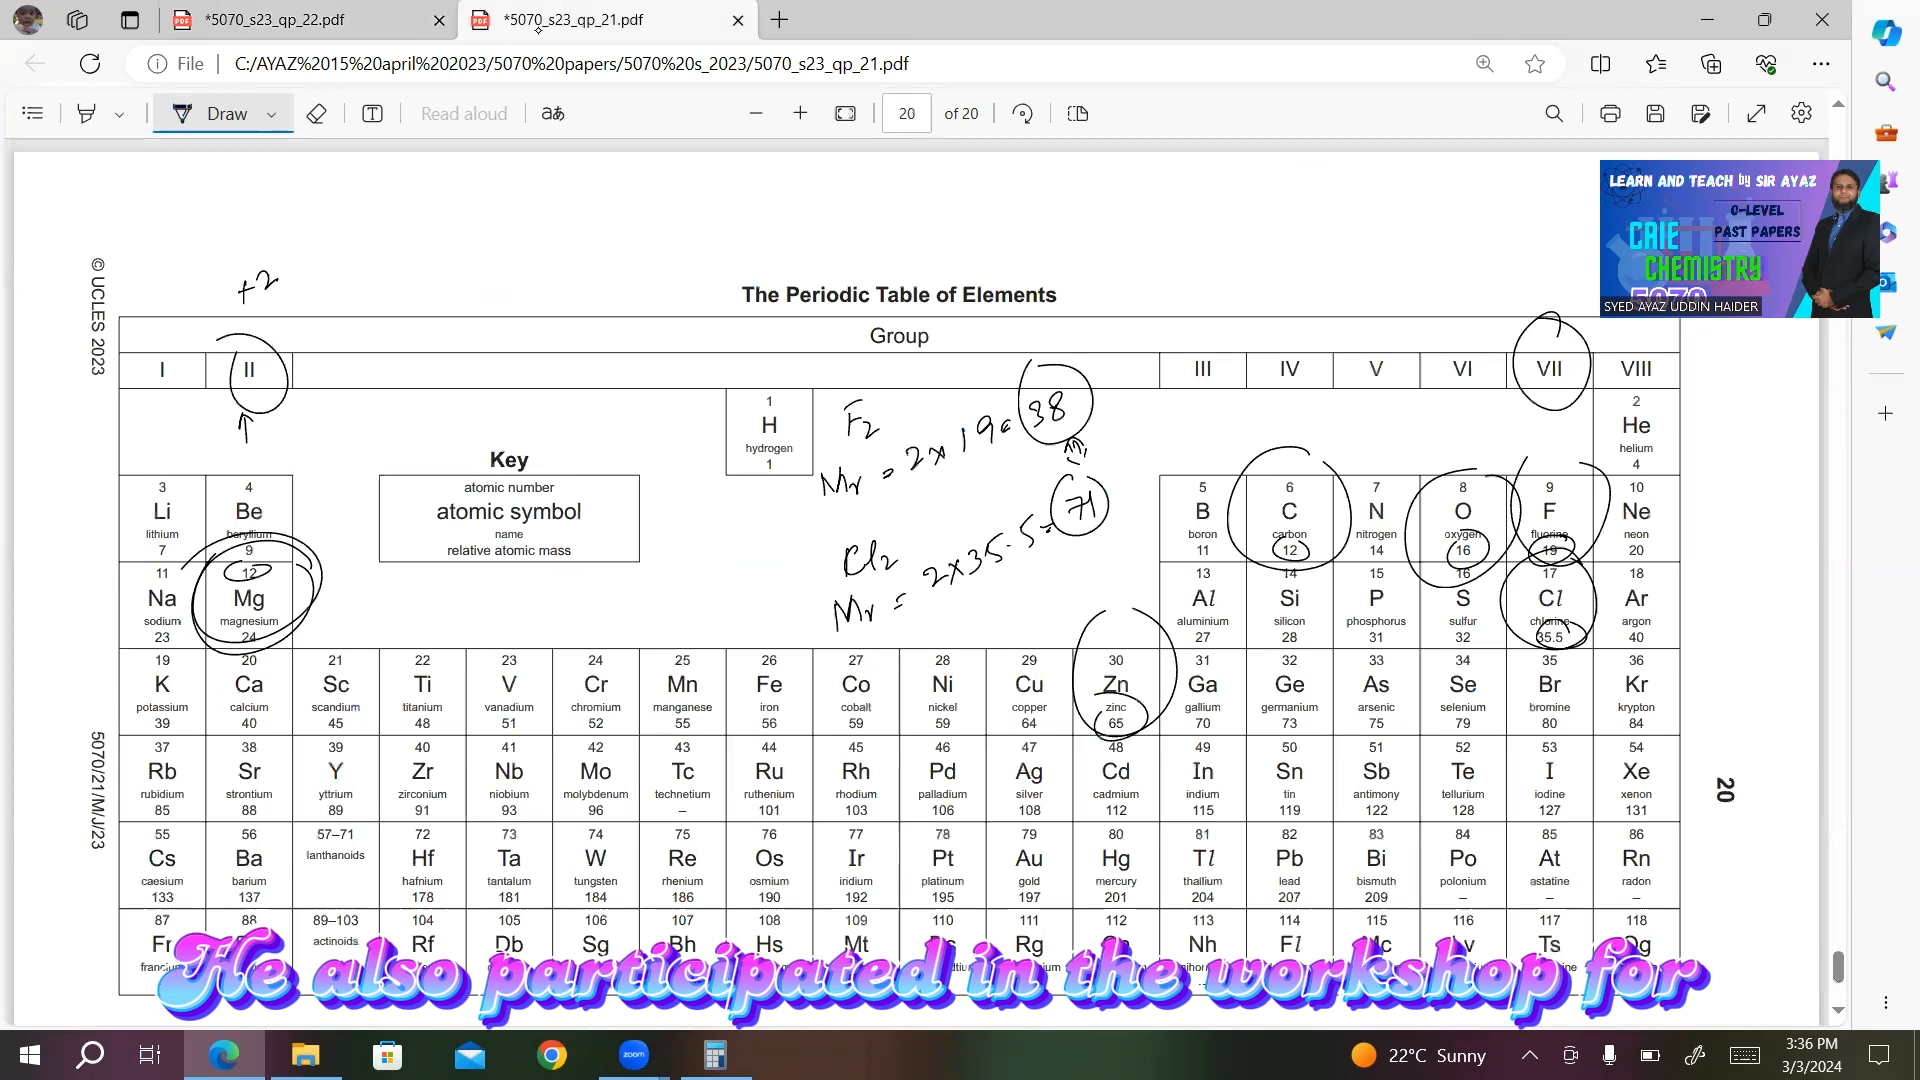 *5070_s23_qp_22.pdf
*5070_s23_qp_21.pdf
File
C:/AYAZ%2015%20april%202023/5070%20papers/5070%20s_2023/5070_s23_qp_21.pdf
Draw
Read aloud
aあ
20 of 20
LEARN AND TEACH by SIR AYAZ
O-LEVEL
PAST PAPERS
CAIE
CHEMISTRY
5070
SYED AYAZ UDDIN HAIDER
© UCLES 2023
5070/21/M/J/23
20
+2
The Periodic Table of Elements
Group
I II III IV V VI VII VIII
1 H hydrogen 1
2 He helium 4
F2
Mr = 2x19= 38
Cl2
Mr = 2x35.5= 71
Key
atomic number
atomic symbol
name
relative atomic mass
3 4 5 6 7 8 9 10
Li Be B C N O F Ne
lithium beryllium boron carbon nitrogen oxygen fluorine neon
7 9 11 12 14 16 19 20
11 12 13 14 15 16 17 18
Na Mg Al Si P S Cl Ar
sodium magnesium aluminium silicon phosphorus sulfur chlorine argon
23 24 27 28 31 32 35.5 40
19 20 21 22 23 24 25 26 27 28 29 30 31 32 33 34 35 36
K Ca Sc Ti V Cr Mn Fe Co Ni Cu Zn Ga Ge As Se Br Kr
potassium calcium scandium titanium vanadium chromium manganese iron cobalt nickel copper zinc gallium germanium arsenic selenium bromine krypton
39 40 45 48 51 52 55 56 59 59 64 65 70 73 75 79 80 84
37 38 39 40 41 42 43 44 45 46 47 48 49 50 51 52 53 54
Rb Sr Y Zr Nb Mo Tc Ru Rh Pd Ag Cd In Sn Sb Te I Xe
rubidium strontium yttrium zirconium niobium molybdenum technetium ruthenium rhodium palladium silver cadmium indium tin antimony tellurium iodine xenon
85 88 89 91 93 96 – 101 103 106 108 112 115 119 122 128 127 131
55 56 57–71 72 73 74 75 76 77 78 79 80 81 82 83 84 85 86
Cs Ba lanthanoids Hf Ta W Re Os Ir Pt Au Hg Tl Pb Bi Po At Rn
caesium barium hafnium tantalum tungsten rhenium osmium iridium platinum gold mercury thallium lead bismuth polonium astatine radon
133 137 178 181 184 186 190 192 195 197 201 204 207 209 – – –
87 88 89–103 104 105 106 107 108 109 110 111 112 113 114 115 116 117 118
Fr actinoids Rf Db Sg Bh Hs Mt Rg Nh Fl Ts
He also participated in the workshop for
zoom
22°C Sunny
3:36 PM
3/3/2024